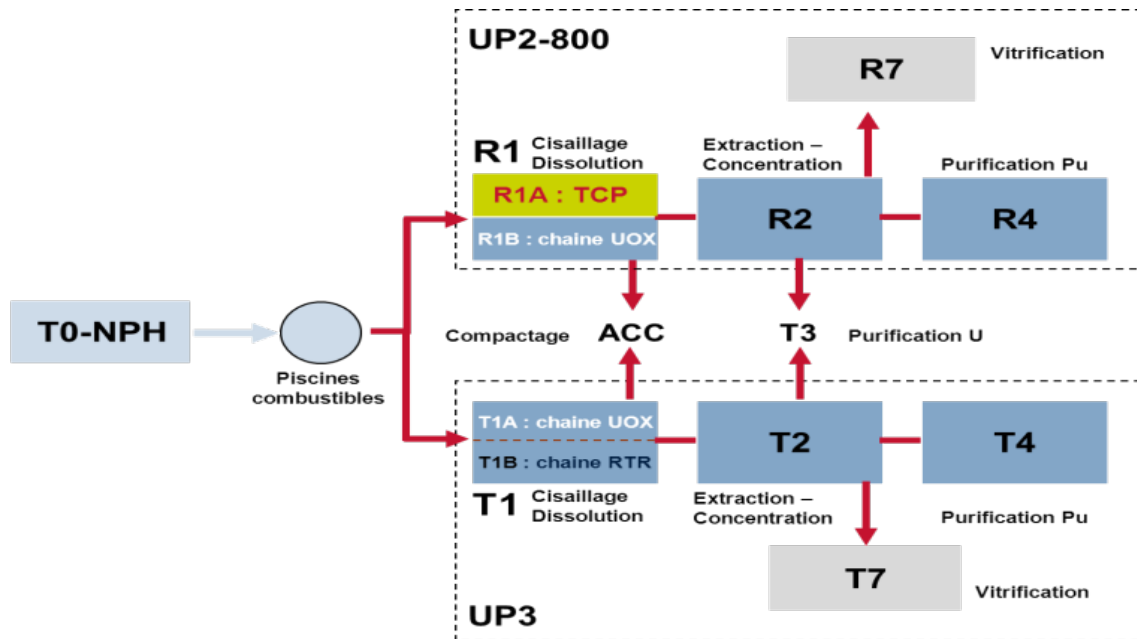 UP2-800
R7
Vitrification
R1
Cisaillage
Dissolution
Extraction –
Concentration
Purification Pu
R1A : TCP
R1B : chaine UOX
R2
R4
T0-NPH
Piscines
combustibles
Compactage
ACC
T3
Purification U
T1A : chaine UOX
T1B : chaine RTR
T2
T4
T1
Cisaillage
Dissolution
Extraction –
Concentration
Purification Pu
T7
Vitrification
UP3